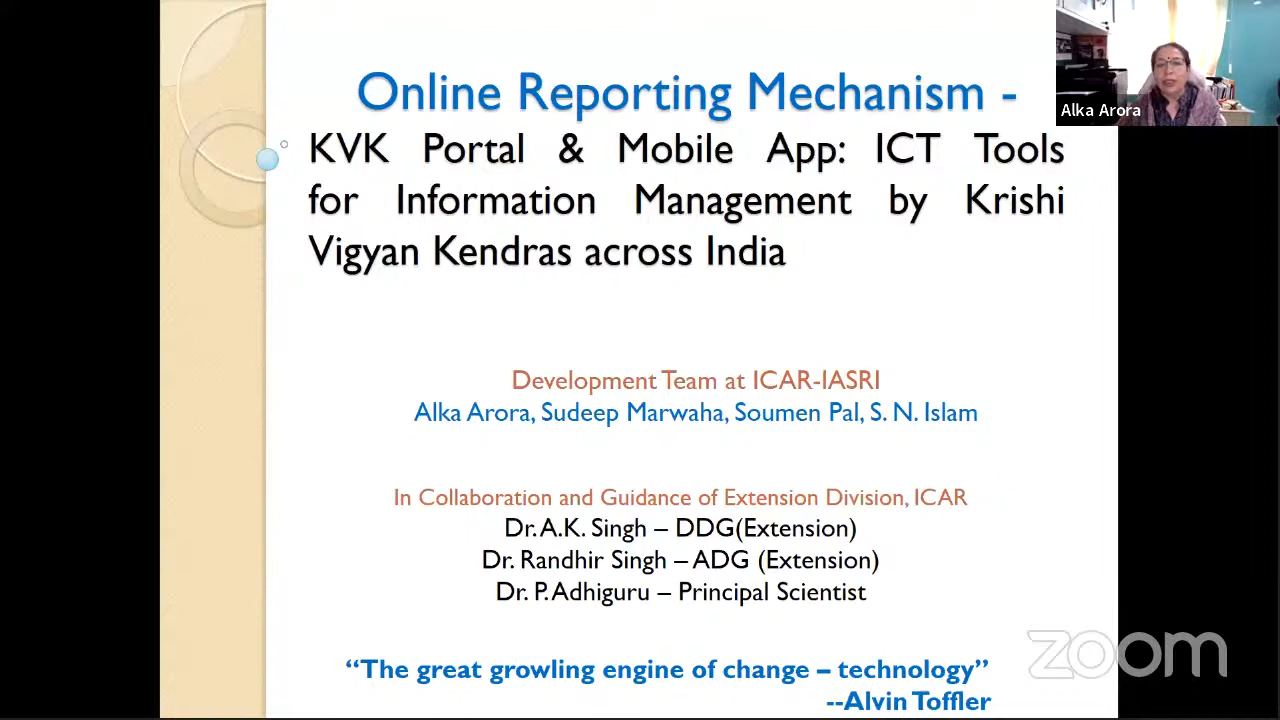 Online Reporting Mechanism -
KVK Portal & Mobile App: ICT Tools
for Information Management by Krishi
Vigyan Kendras across India
Alka Arora
Development Team at ICAR-IASRI
Alka Arora, Sudeep Marwaha, Soumen Pal, S. N. Islam
In Collaboration and Guidance of Extension Division, ICAR
Dr. A.K. Singh – DDG(Extension)
Dr. Randhir Singh – ADG (Extension)
Dr. P. Adhiguru – Principal Scientist
“The great growling engine of change – technology”
--Alvin Toffler
zoom